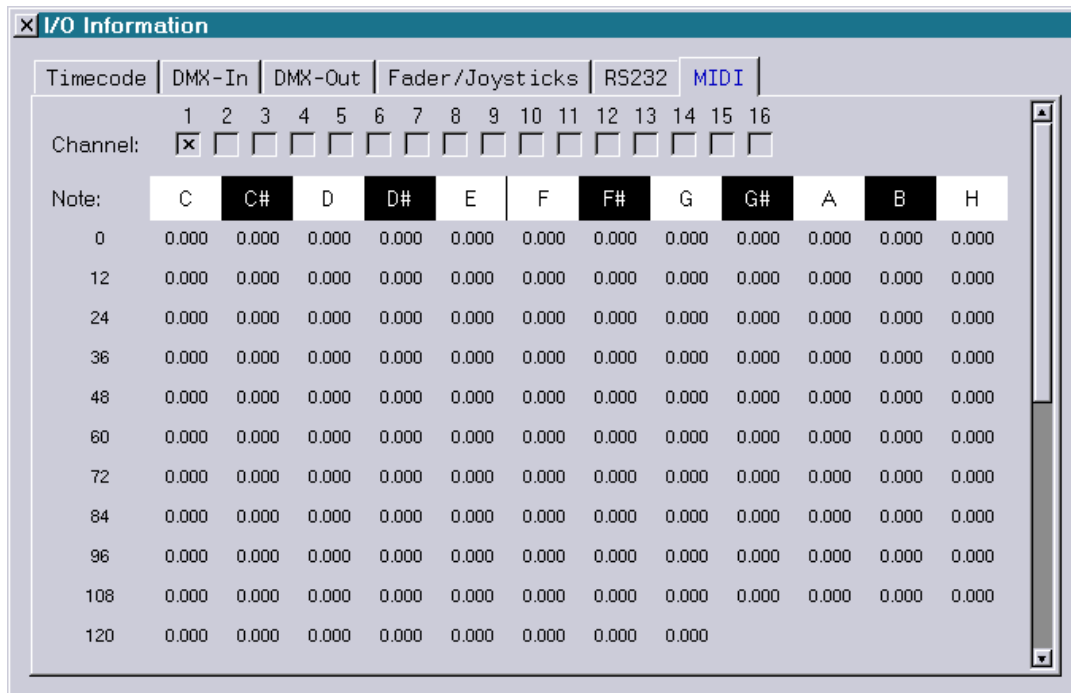 I/O Information
Timecode DMX-In DMX-Out Fader/Joysticks RS232 MIDI
1 2 3 4 5 6 7 8 9 10 11 12 13 14 15 16
Channel:
Note: C C# D D# E F F# G G# A B H
0 0.000 0.000 0.000 0.000 0.000 0.000 0.000 0.000 0.000 0.000 0.000 0.000
12 0.000 0.000 0.000 0.000 0.000 0.000 0.000 0.000 0.000 0.000 0.000 0.000
24 0.000 0.000 0.000 0.000 0.000 0.000 0.000 0.000 0.000 0.000 0.000 0.000
36 0.000 0.000 0.000 0.000 0.000 0.000 0.000 0.000 0.000 0.000 0.000 0.000
48 0.000 0.000 0.000 0.000 0.000 0.000 0.000 0.000 0.000 0.000 0.000 0.000
60 0.000 0.000 0.000 0.000 0.000 0.000 0.000 0.000 0.000 0.000 0.000 0.000
72 0.000 0.000 0.000 0.000 0.000 0.000 0.000 0.000 0.000 0.000 0.000 0.000
84 0.000 0.000 0.000 0.000 0.000 0.000 0.000 0.000 0.000 0.000 0.000 0.000
96 0.000 0.000 0.000 0.000 0.000 0.000 0.000 0.000 0.000 0.000 0.000 0.000
108 0.000 0.000 0.000 0.000 0.000 0.000 0.000 0.000 0.000 0.000 0.000 0.000
120 0.000 0.000 0.000 0.000 0.000 0.000 0.000 0.000